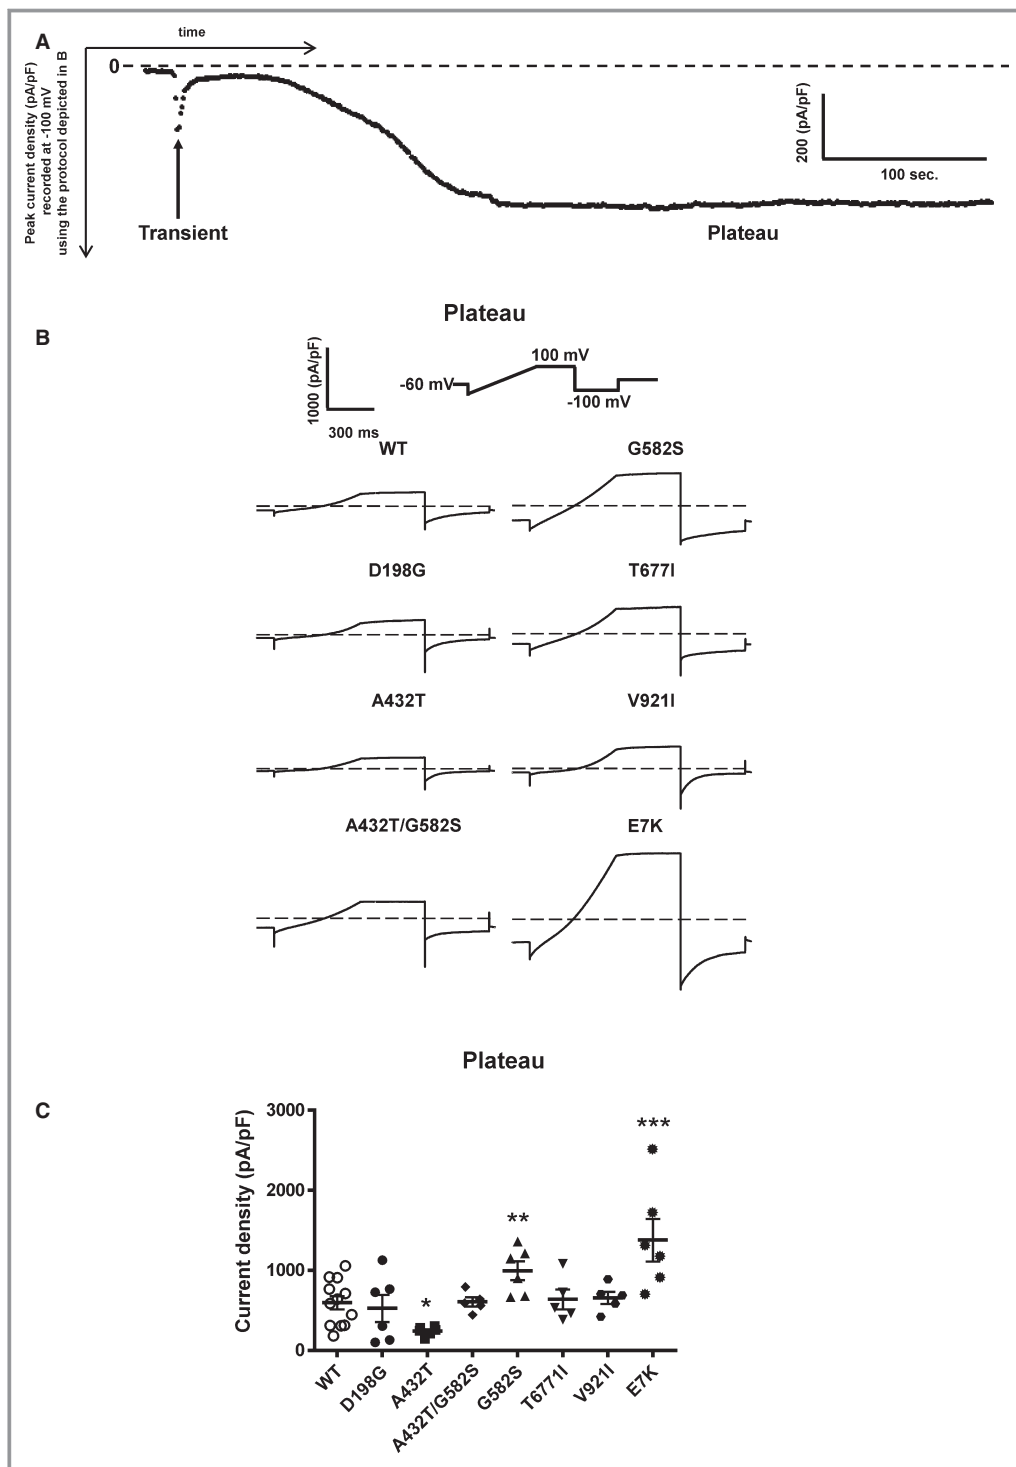 A
time
0
Peak current density (pA/pF)
recorded at -100 mV
using the protocol depicted in B
200 (pA/pF)
100 sec.
Transient
Plateau
Plateau
B
1000 (pA/pF)
300 ms
-60 mV
100 mV
-100 mV
WT
G582S
D198G
T677I
A432T
V921I
A432T/G582S
E7K
Plateau
C
Current density (pA/pF)
3000
2000
1000
0
*
**
***
WT
D198G
A432T
A432T/G582S
G582S
T6771I
V921I
E7K